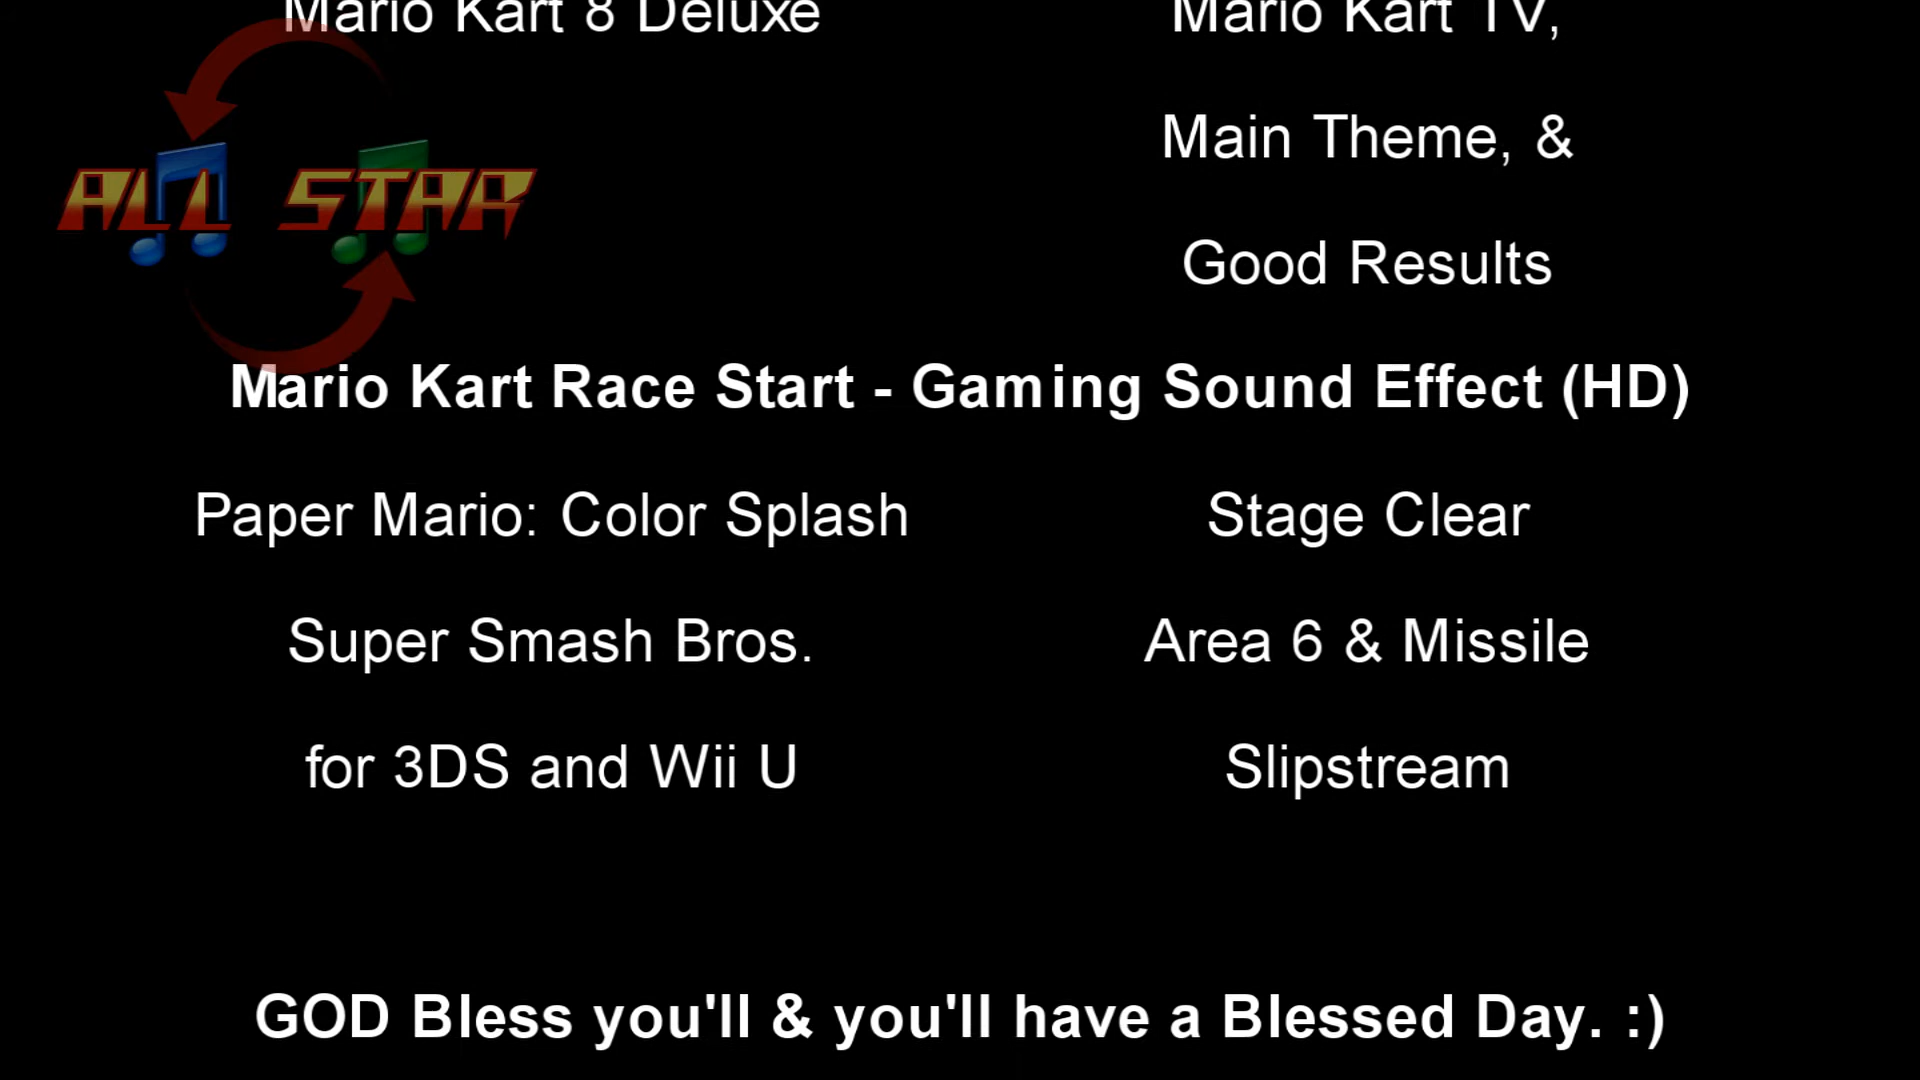 Mario Kart 8 Deluxe Mario Kart TV,
Main Theme, &
ALL STAR
Good Results
Mario Kart Race Start - Gaming Sound Effect (HD)
Paper Mario: Color Splash Stage Clear
Super Smash Bros. Area 6 & Missile
for 3DS and Wii U Slipstream
GOD Bless you'll & you'll have a Blessed Day. :)